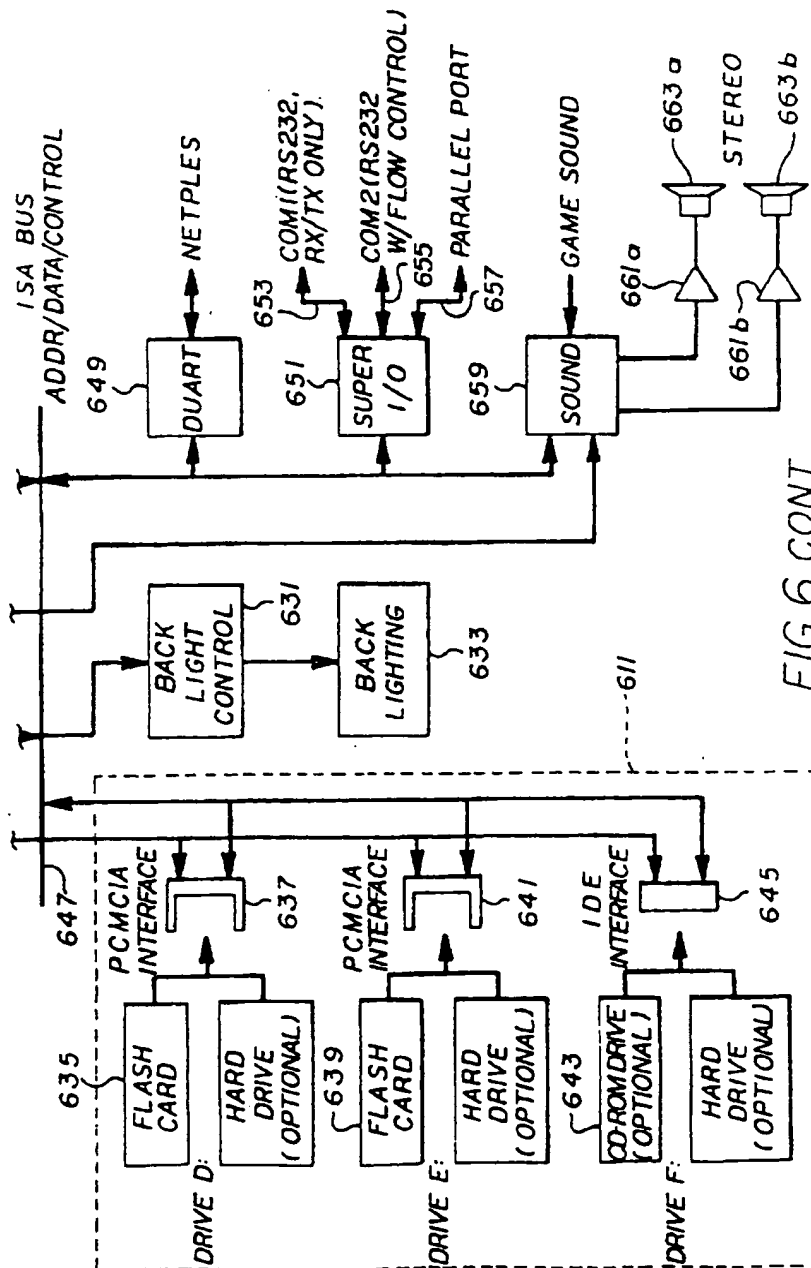 ISA BUS
ADDR/DATA/CONTROL
647
649
DUART
NETPLES
651
SUPER
I/O
653
COM1(RS232,
RX/TX ONLY).
COM2(RS232
W/FLOW CONTROL)
655
PARALLEL PORT
657
659
SOUND
GAME SOUND
661a
661b
663a
STEREO
663b
BACK
LIGHT
CONTROL
631
BACK
LIGHTING
633
611
PCMCIA
INTERFACE
637
635
FLASH
CARD
HARD
DRIVE
(OPTIONAL)
DRIVE D:
PCMCIA
INTERFACE
641
639
FLASH
CARD
HARD
DRIVE
(OPTIONAL)
DRIVE E:
IDE
INTERFACE
645
643
CD-ROM DRIVE
(OPTIONAL)
HARD
DRIVE
(OPTIONAL)
DRIVE F:
FIG 6 CONT